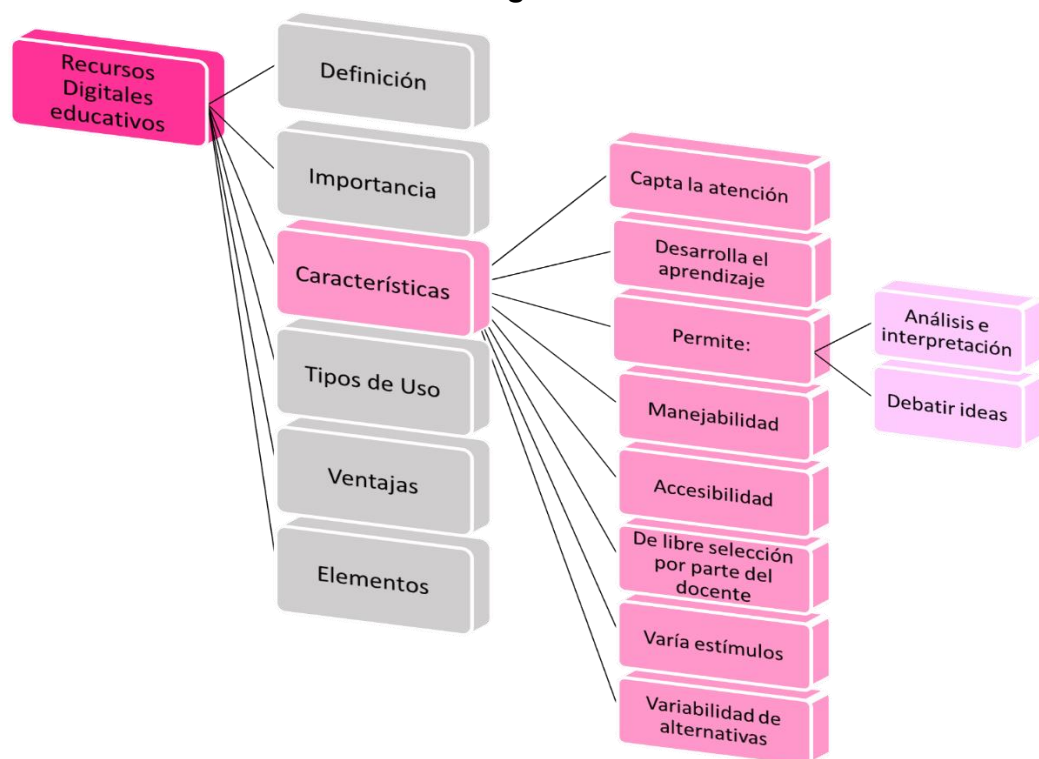 Recursos
Digitales
educativos
Definición
Importancia
Características
Tipos de Uso
Ventajas
Elementos
Capta la atención
Desarrolla el
aprendizaje
Permite:
Manejabilidad
Accesibilidad
De libre selección
por parte del
docente
Varía estímulos
Variabilidad de
alternativas
Análisis e
interpretación
Debatir ideas